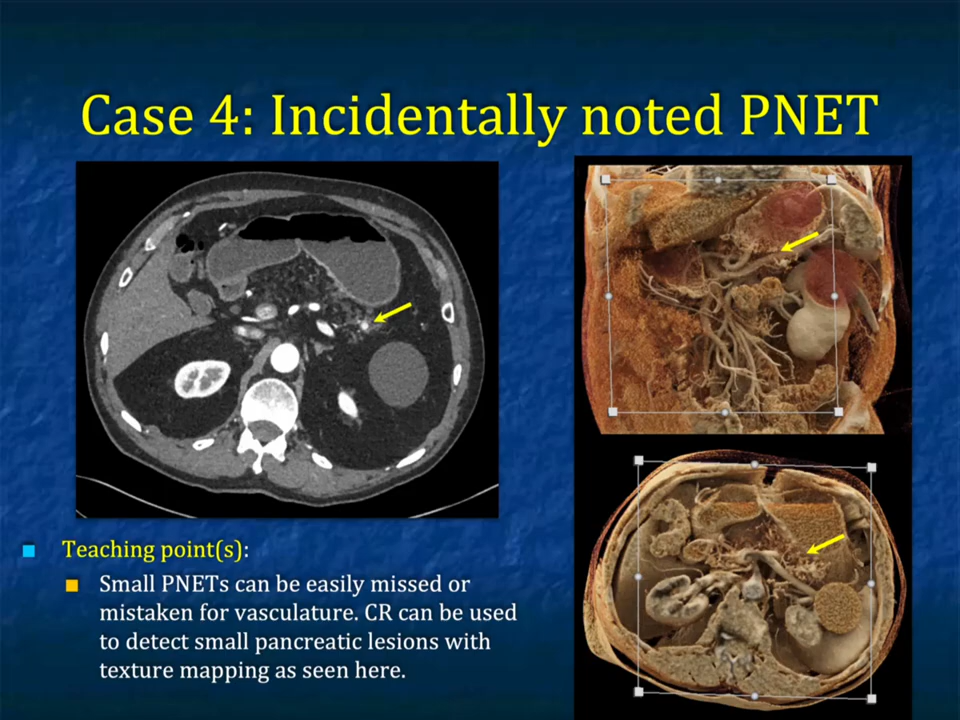 Case 4: Incidentally noted PNET
Teaching point(s):
Small PNETs can be easily missed or
mistaken for vasculature. CR can be used
to detect small pancreatic lesions with
texture mapping as seen here.